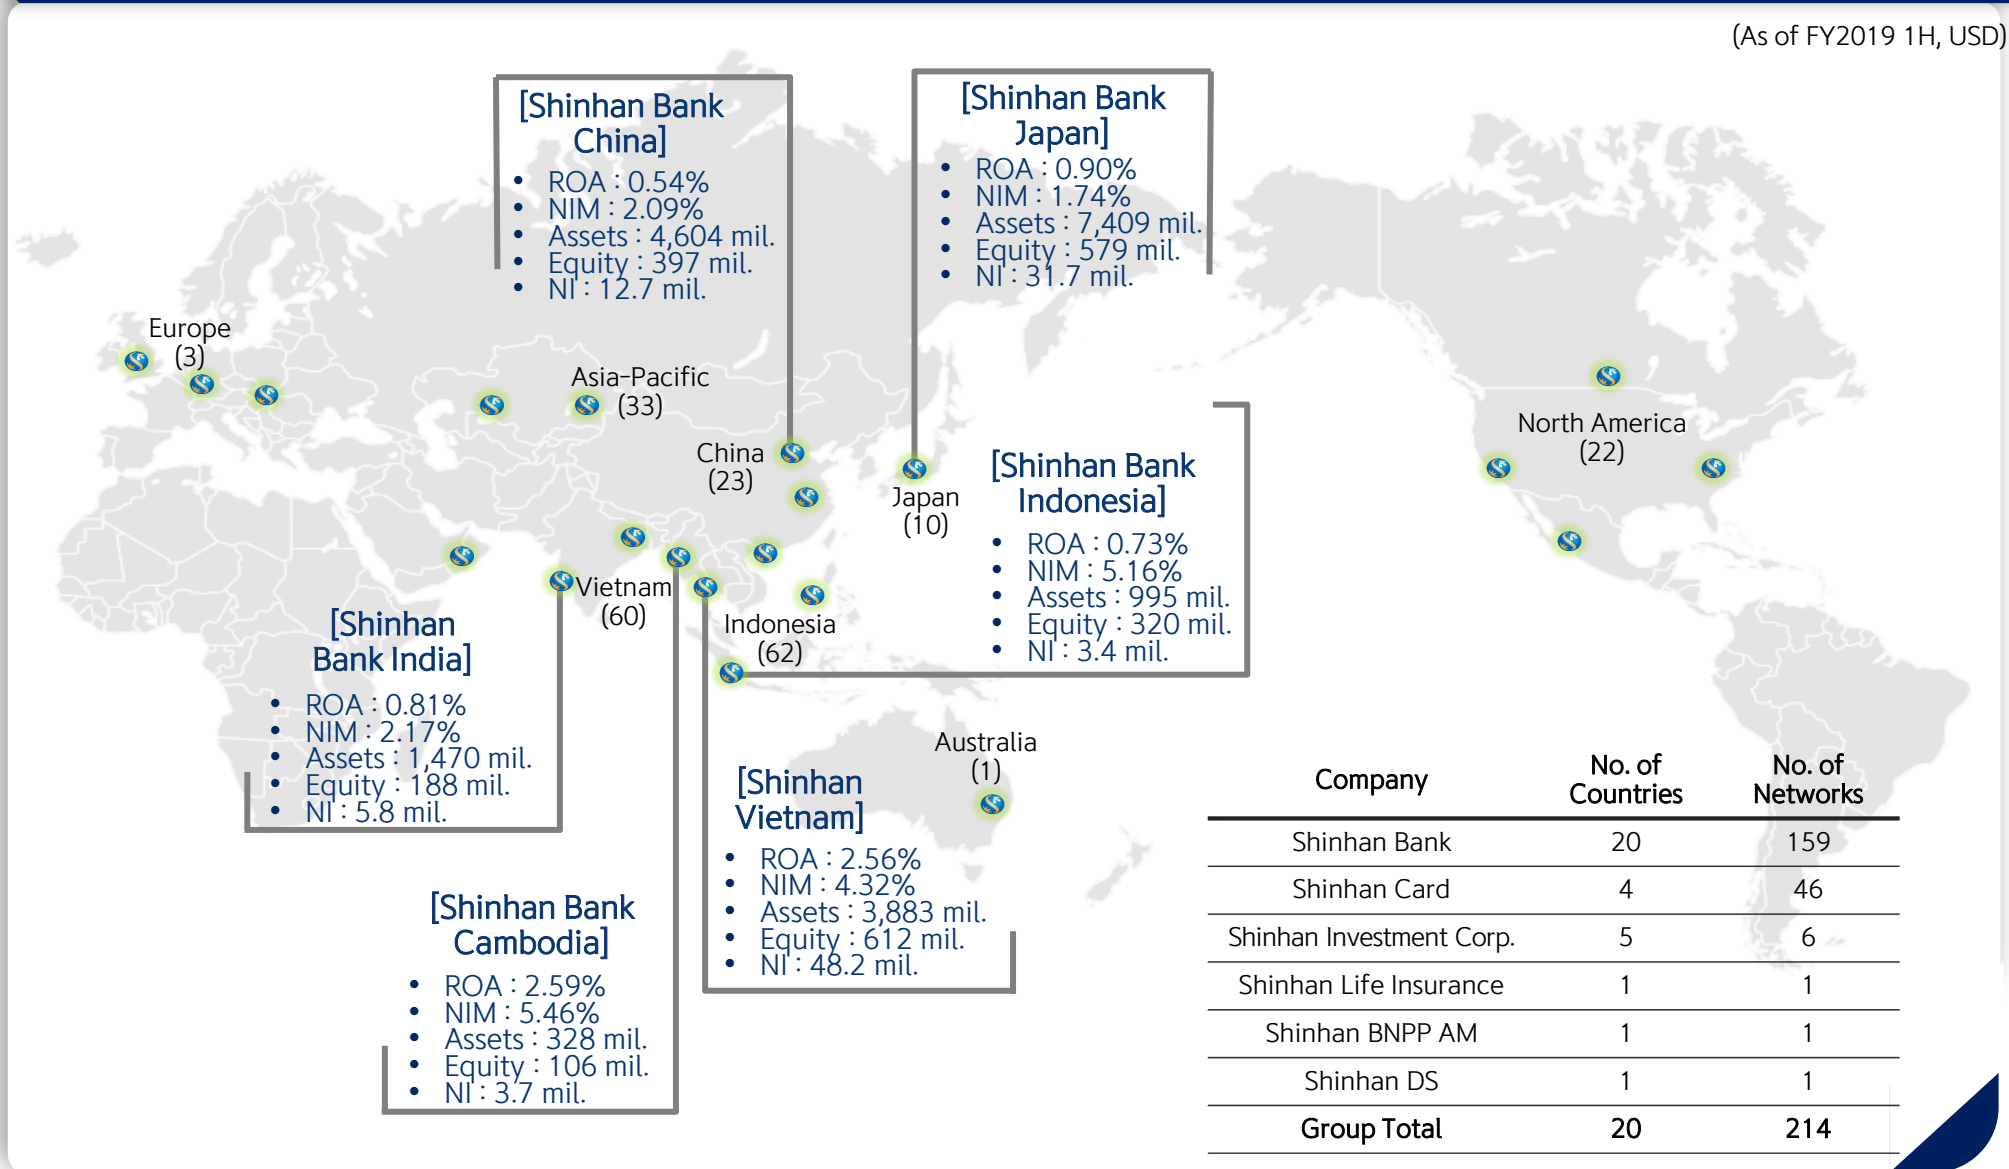 (As of FY2019 1H, USD)
[Shinhan Bank
China]
• ROA : 0.54%
• NIM : 2.09%
• Assets : 4,604 mil.
• Equity : 397 mil.
• NI : 12.7 mil.
[Shinhan Bank
Japan]
• ROA : 0.90%
• NIM : 1.74%
• Assets : 7,409 mil.
• Equity : 579 mil.
• NI : 31.7 mil.
Europe
(3)
Asia-Pacific
(33)
China
(23)
Japan
(10)
North America
(22)
[Shinhan Bank
Indonesia]
• ROA : 0.73%
• NIM : 5.16%
• Assets : 995 mil.
• Equity : 320 mil.
• NI : 3.4 mil.
Vietnam
(60)
Indonesia
(62)
[Shinhan
Bank India]
• ROA : 0.81%
• NIM : 2.17%
• Assets : 1,470 mil.
• Equity : 188 mil.
• NI : 5.8 mil.
Australia
(1)
[Shinhan
Vietnam]
• ROA : 2.56%
• NIM : 4.32%
• Assets : 3,883 mil.
• Equity : 612 mil.
• NI : 48.2 mil.
[Shinhan Bank
Cambodia]
• ROA : 2.59%
• NIM : 5.46%
• Assets : 328 mil.
• Equity : 106 mil.
• NI : 3.7 mil.
Company No. of Countries No. of Networks
Shinhan Bank 20 159
Shinhan Card 4 46
Shinhan Investment Corp. 5 6
Shinhan Life Insurance 1 1
Shinhan BNPP AM 1 1
Shinhan DS 1 1
Group Total 20 214